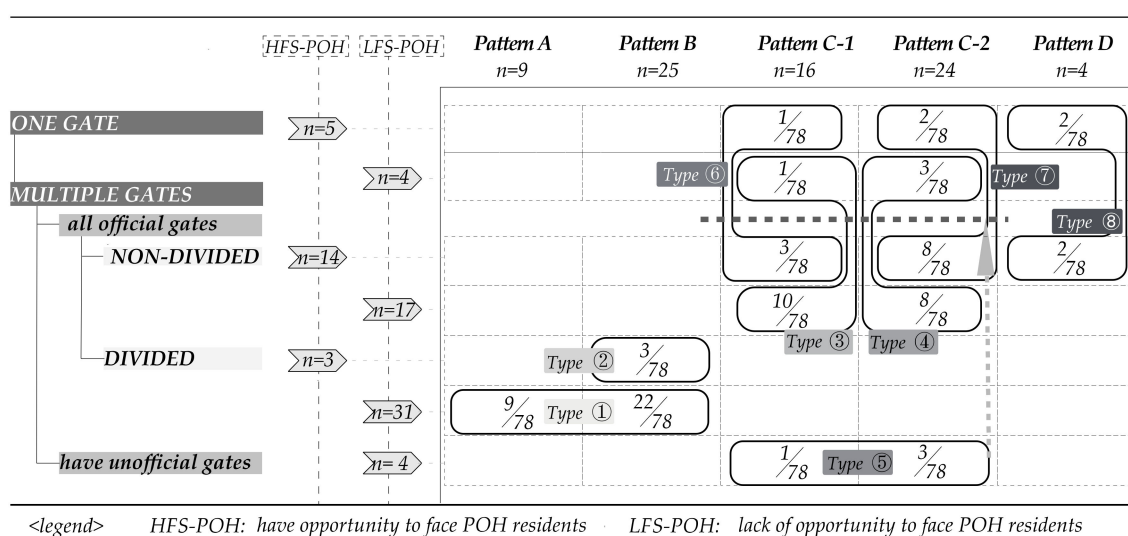 HFS-POH LFS-POH Pattern A Pattern B Pattern C-1 Pattern C-2 Pattern D
n=9 n=25 n=16 n=24 n=4
ONE GATE n=5 1/78 2/78 2/78
Type ⑥ Type ⑦
n=4 1/78 3/78
MULTIPLE GATES
all official gates Type ⑧
NON-DIVIDED n=14 3/78 8/78 2/78
n=17 10/78 8/78
Type ③ Type ④
DIVIDED n=3 Type ② 3/78
n=31 9/78 Type ① 22/78
have unofficial gates n= 4 1/78 Type ⑤ 3/78
<legend> HFS-POH: have opportunity to face POH residents LFS-POH: lack of opportunity to face POH residents